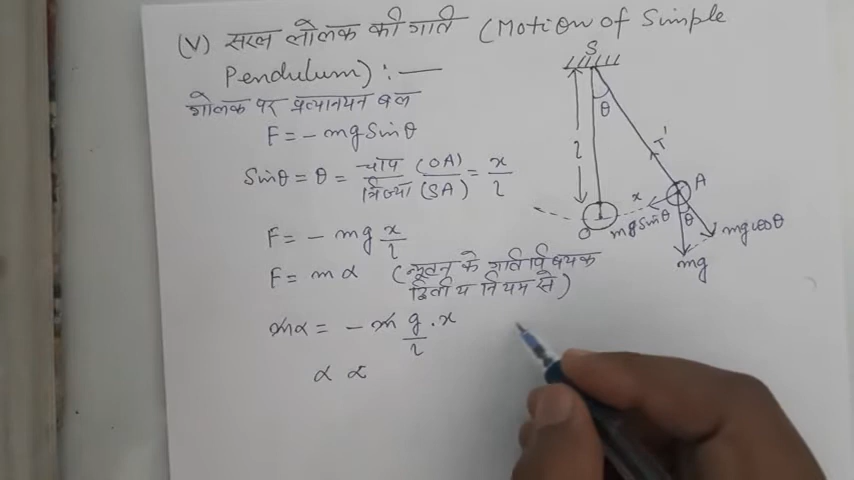 (V) सरल लोलक की गति (Motion of Simple
Pendulum) : —
गोलक पर प्रत्यानयन बल
F = - mg Sinθ
Sinθ = θ = चाप (OA) / त्रिज्या (SA) = x / l
F = - mg x / l
F = m α (न्यूटन के गति विषयक
द्वितीय नियम से)
mα = - m g / l . x
α α
S
θ
l
T'
A
x
O
mg sinθ
θ
mg cosθ
mg